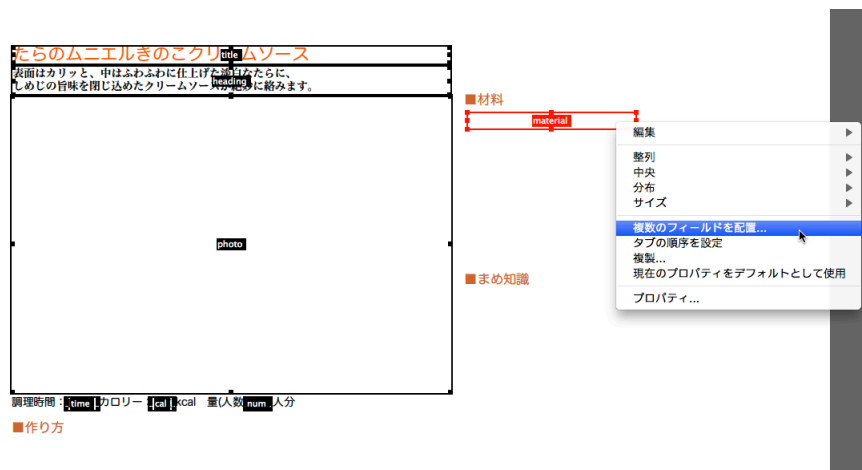 たらのムニエルきのこクリームソース
title
表面はカリッと、中はふわふわに仕上げた淡白なたらに、
heading
しめじの旨味を閉じ込めたクリームソースが絶妙に絡みます。
■材料
material
編集
整列
中央
分布
サイズ
複数のフィールドを配置...
タブの順序を設定
複製...
現在のプロパティをデフォルトとして使用
プロパティ...
photo
■まめ知識
調理時間： time カロリー： cal kcal 量(人数 num 人分
■作り方